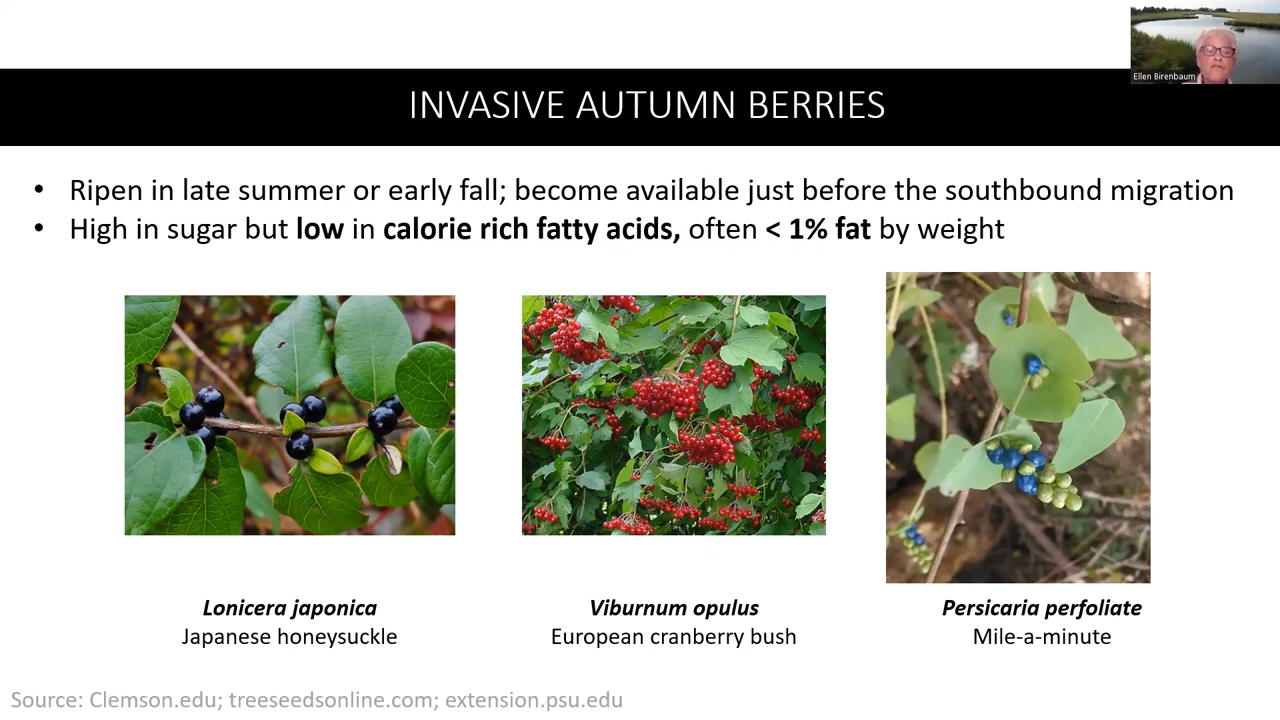 Ellen Birenbaum
INVASIVE AUTUMN BERRIES
• Ripen in late summer or early fall; become available just before the southbound migration
• High in sugar but low in calorie rich fatty acids, often < 1% fat by weight
Lonicera japonica
Japanese honeysuckle
Viburnum opulus
European cranberry bush
Persicaria perfoliate
Mile-a-minute
Source: Clemson.edu; treeseedsonline.com; extension.psu.edu